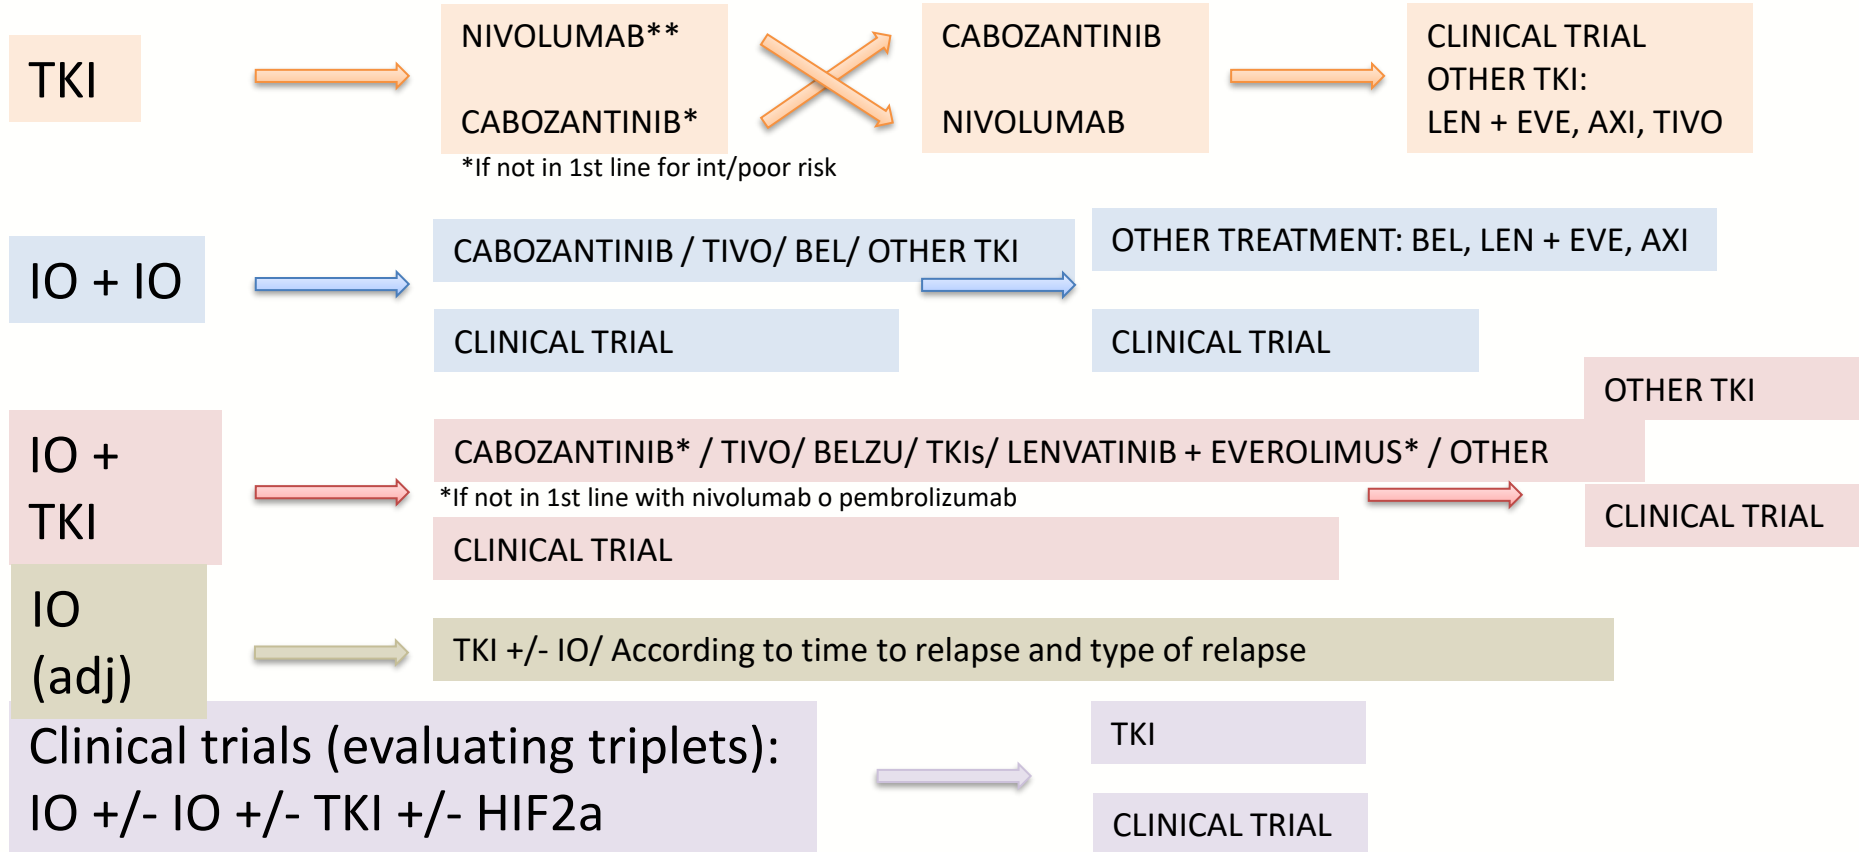 TKI
NIVOLUMAB**
CABOZANTINIB*
*If not in 1st line for int/poor risk
CABOZANTINIB
NIVOLUMAB
CLINICAL TRIAL
OTHER TKI:
LEN + EVE, AXI, TIVO
IO + IO
CABOZANTINIB / TIVO/ BEL/ OTHER TKI
CLINICAL TRIAL
OTHER TREATMENT: BEL, LEN + EVE, AXI
CLINICAL TRIAL
IO +
TKI
CABOZANTINIB* / TIVO/ BELZU/ TKIs/ LENVATINIB + EVEROLIMUS* / OTHER
*If not in 1st line with nivolumab o pembrolizumab
CLINICAL TRIAL
OTHER TKI
CLINICAL TRIAL
IO
(adj)
TKI +/- IO/ According to time to relapse and type of relapse
Clinical trials (evaluating triplets):
IO +/- IO +/- TKI +/- HIF2a
TKI
CLINICAL TRIAL